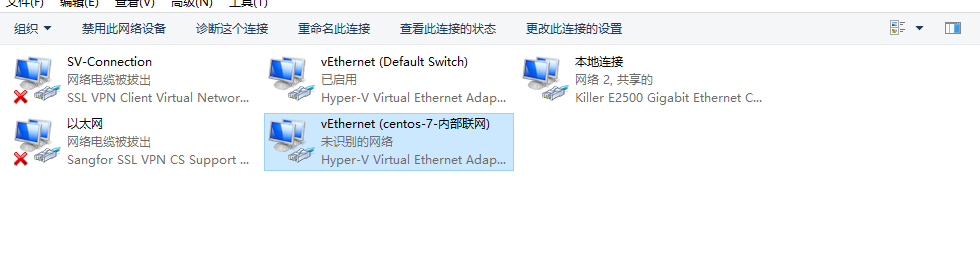 文件(F) 编辑(E) 查看(V) 高级(N) 工具(T)
组织 禁用此网络设备 诊断这个连接 重命名此连接 查看此连接的状态 更改此连接的设置
SV-Connection
网络电缆被拔出
SSL VPN Client Virtual Networ...
vEthernet (Default Switch)
已启用
Hyper-V Virtual Ethernet Adap...
本地连接
网络 2, 共享的
Killer E2500 Gigabit Ethernet C...
以太网
网络电缆被拔出
Sangfor SSL VPN CS Support ...
vEthernet (centos-7-内部联网)
未识别的网络
Hyper-V Virtual Ethernet Adap...